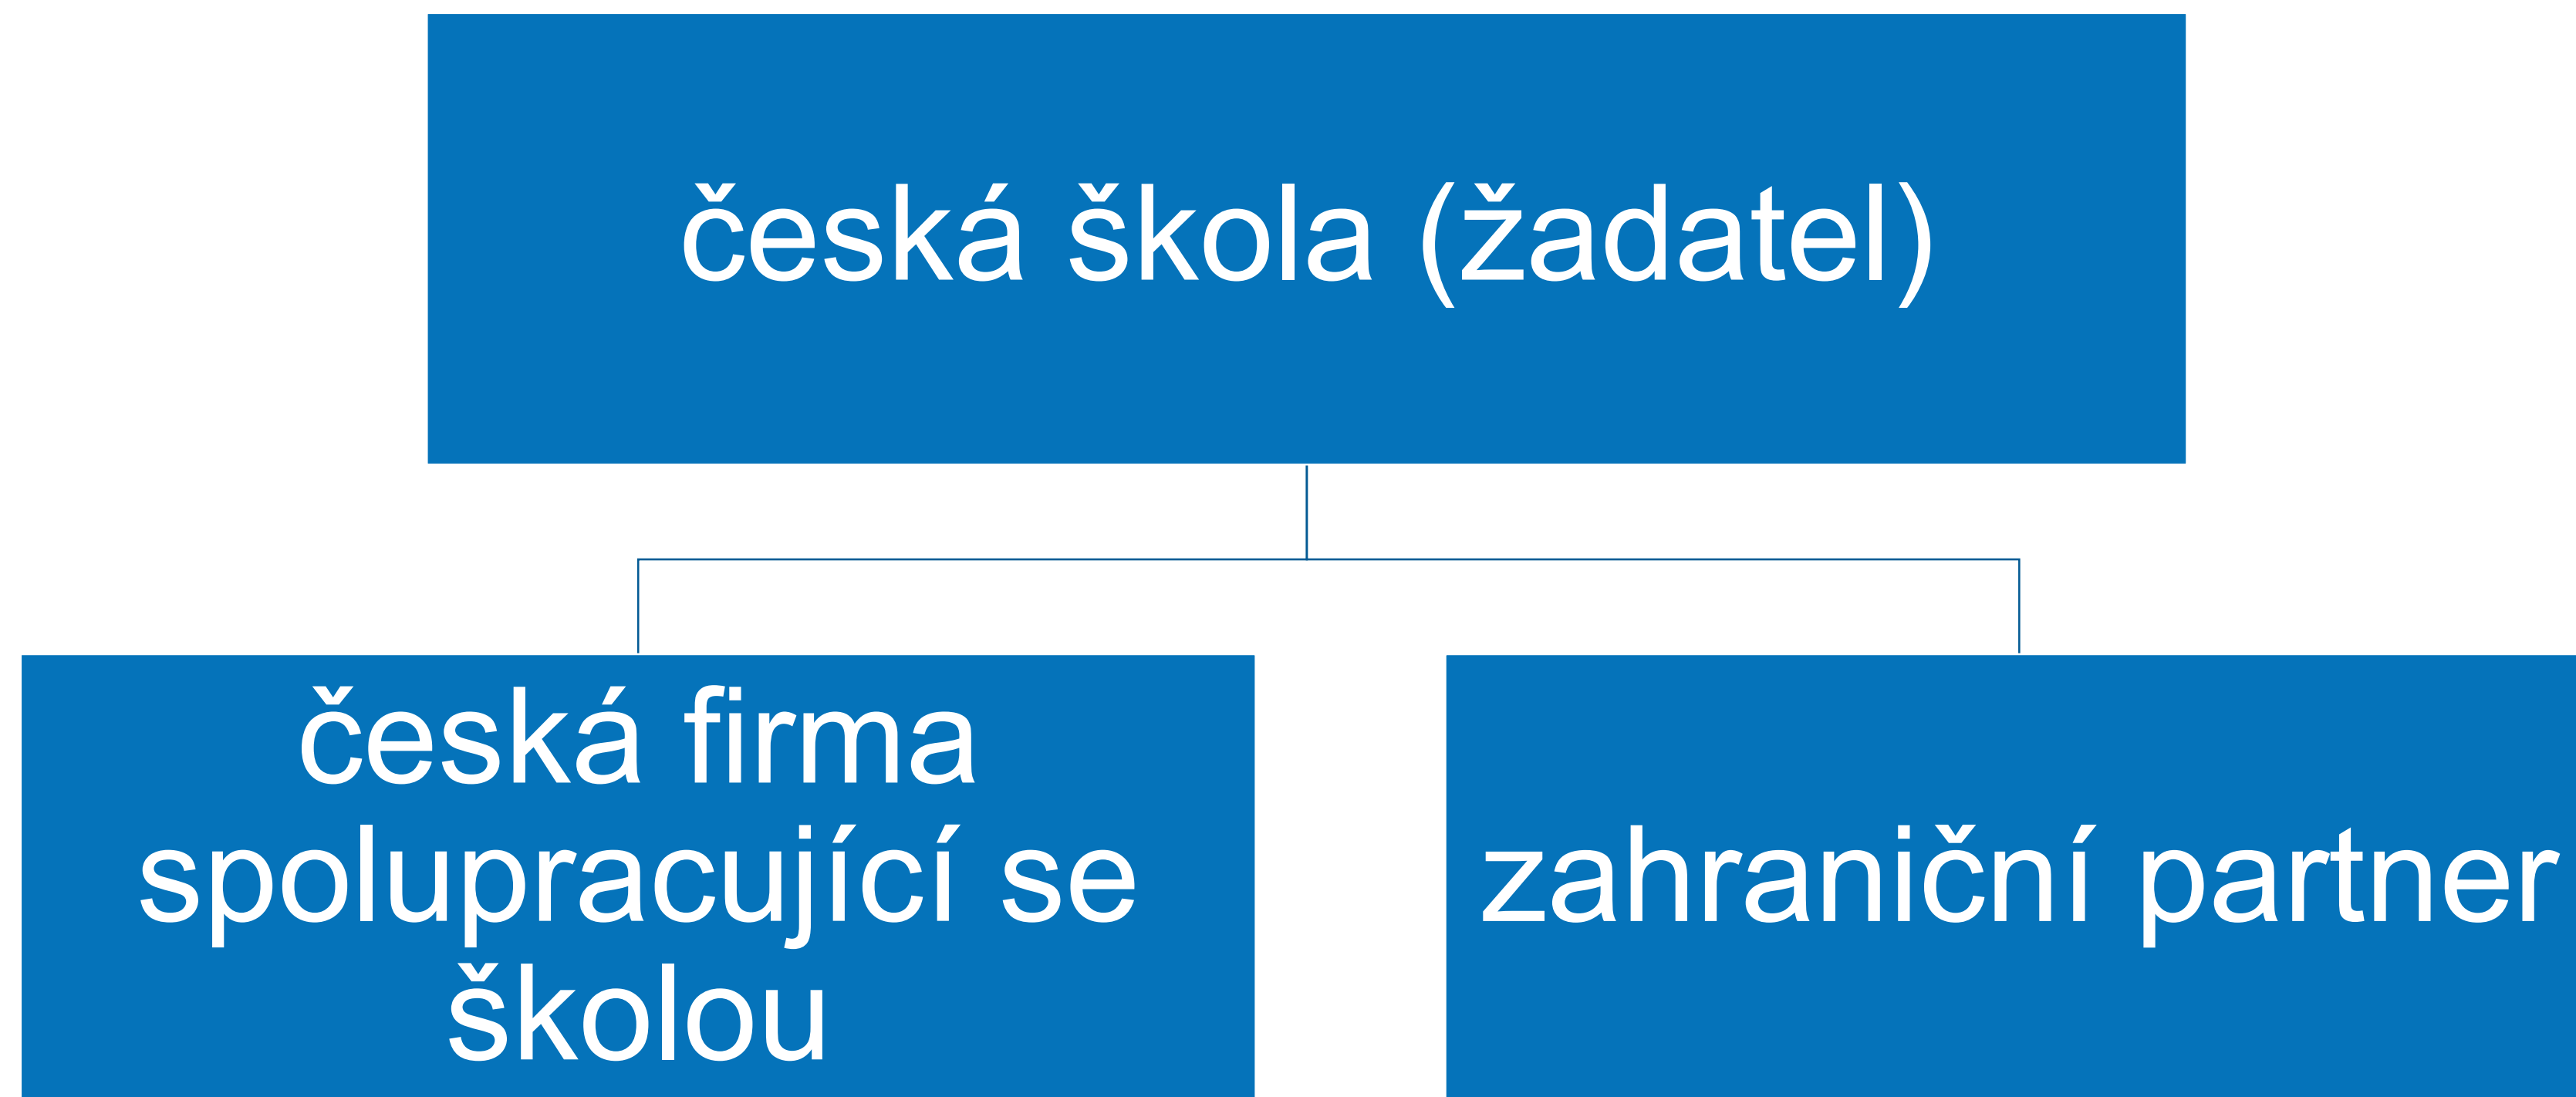 česká škola (žadatel)
česká firma
spolupracující se
školou
zahraniční partner